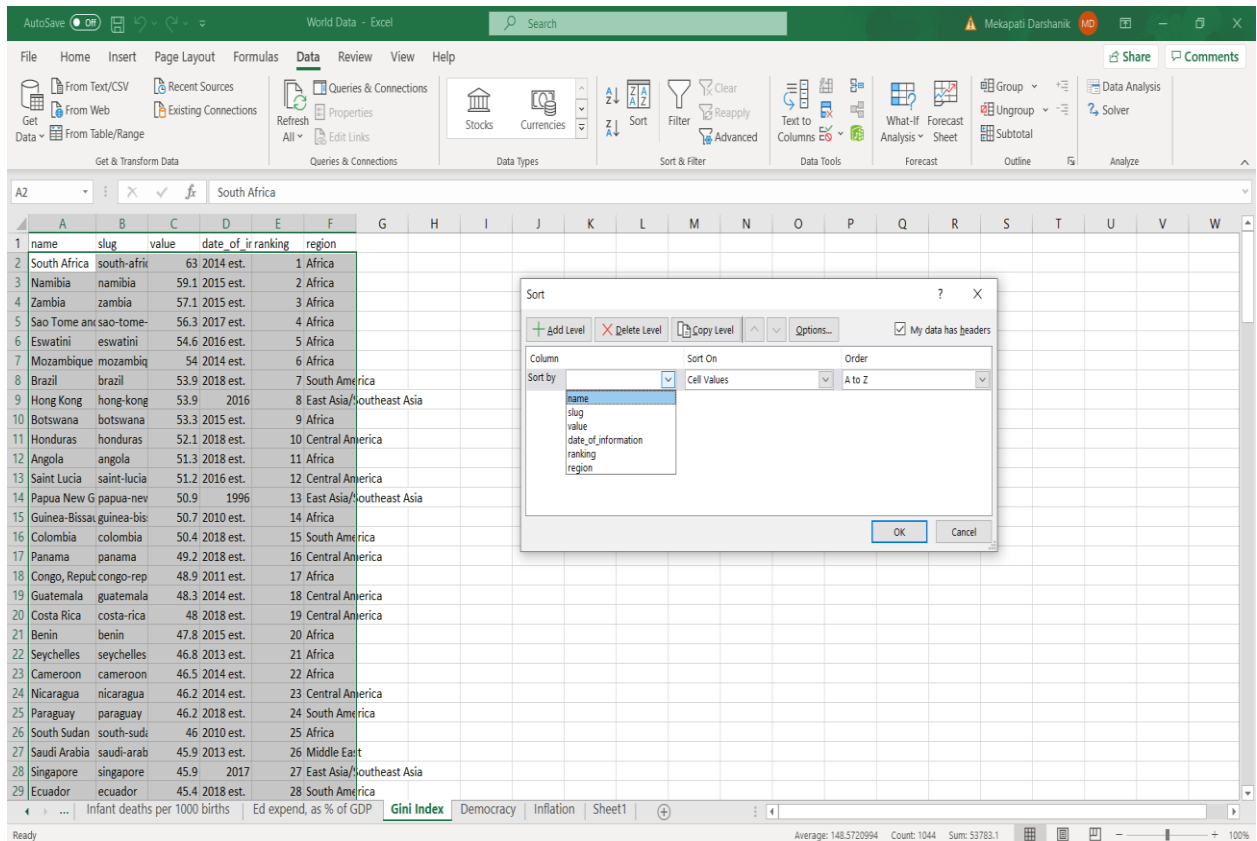 AutoSave Off World Data - Excel Search Mekapati Darshanik MD
File Home Insert Page Layout Formulas Data Review View Help Share Comments
Get Data
From Text/CSV
From Web
From Table/Range
Recent Sources
Existing Connections
Get & Transform Data
Refresh All
Queries & Connections
Properties
Edit Links
Queries & Connections
Stocks Currencies
Data Types
Sort
Filter
Clear
Reapply
Advanced
Sort & Filter
Text to Columns
Data Tools
What-If Analysis
Forecast Sheet
Forecast
Group
Ungroup
Subtotal
Outline
Data Analysis
Solver
Analyze
A2 fx South Africa
A B C D E F G H I J K L M N O P Q R S T U V W
1 name slug value date_of_ir ranking region
2 South Africa south-afric 63 2014 est. 1 Africa
3 Namibia namibia 59.1 2015 est. 2 Africa
4 Zambia zambia 57.1 2015 est. 3 Africa
5 Sao Tome and sao-tome- 56.3 2017 est. 4 Africa
6 Eswatini eswatini 54.6 2016 est. 5 Africa
7 Mozambique mozambiq 54 2014 est. 6 Africa
8 Brazil brazil 53.9 2018 est. 7 South America
9 Hong Kong hong-kong 53.9 2016 8 East Asia/Southeast Asia
10 Botswana botswana 53.3 2015 est. 9 Africa
11 Honduras honduras 52.1 2018 est. 10 Central America
12 Angola angola 51.3 2018 est. 11 Africa
13 Saint Lucia saint-lucia 51.2 2016 est. 12 Central America
14 Papua New G papua-new 50.9 1996 13 East Asia/Southeast Asia
15 Guinea-Bissau guinea-bis 50.7 2010 est. 14 Africa
16 Colombia colombia 50.4 2018 est. 15 South America
17 Panama panama 49.2 2018 est. 16 Central America
18 Congo, Repub congo-rep 48.9 2011 est. 17 Africa
19 Guatemala guatemala 48.3 2014 est. 18 Central America
20 Costa Rica costa-rica 48 2018 est. 19 Central America
21 Benin benin 47.8 2015 est. 20 Africa
22 Seychelles seychelles 46.8 2013 est. 21 Africa
23 Cameroon cameroon 46.5 2014 est. 22 Africa
24 Nicaragua nicaragua 46.2 2014 est. 23 Central America
25 Paraguay paraguay 46.2 2018 est. 24 South America
26 South Sudan south-suda 46 2010 est. 25 Africa
27 Saudi Arabia saudi-arab 45.9 2013 est. 26 Middle East
28 Singapore singapore 45.9 2017 27 East Asia/Southeast Asia
29 Ecuador ecuador 45.4 2018 est. 28 South America
Sort ? X
Add Level Delete Level Copy Level Options... My data has headers
Column Sort On Order
Sort by Cell Values A to Z
name
slug
value
date_of_information
ranking
region
OK Cancel
... Infant deaths per 1000 births Ed expend, as % of GDP Gini Index Democracy Inflation Sheet1
Ready Average: 148.5720994 Count: 1044 Sum: 53783.1 100%